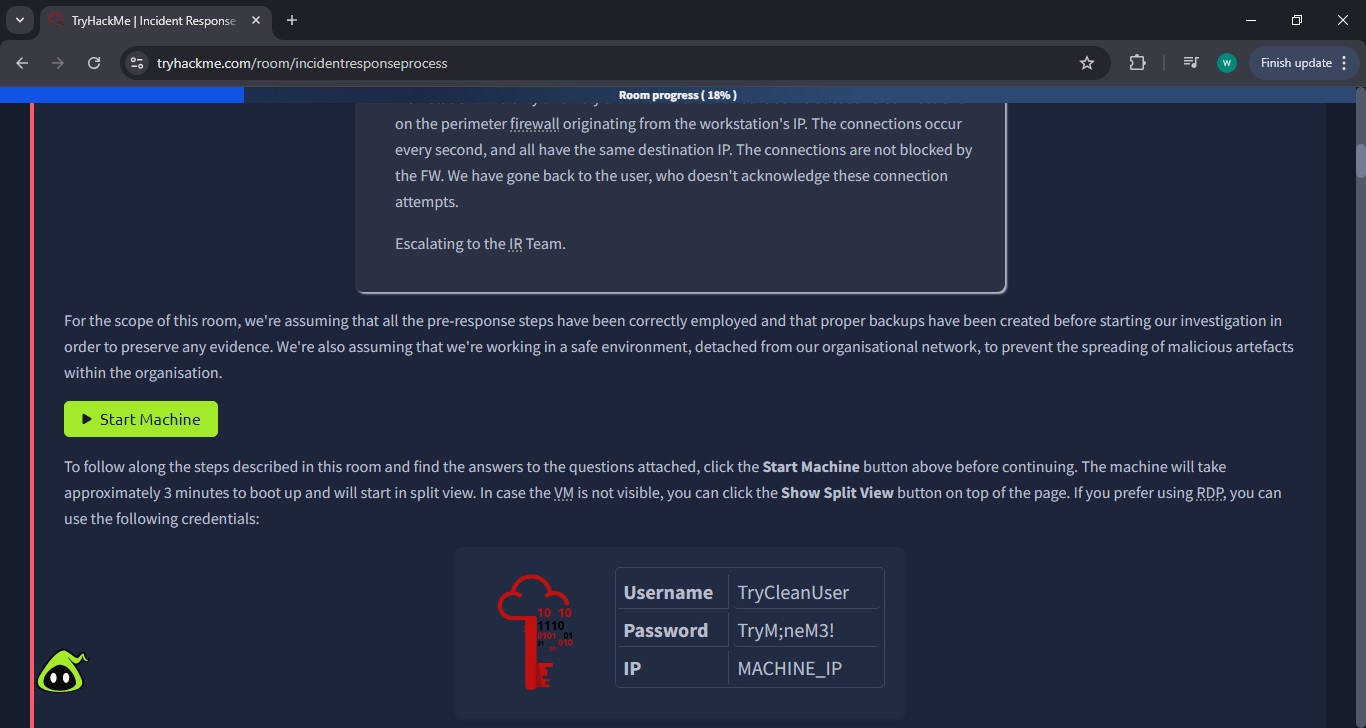 TryHackMe | Incident Response
tryhackme.com/room/incidentresponseprocess
W
Finish update
Room progress ( 18% )
on the perimeter firewall originating from the workstation's IP. The connections occur
every second, and all have the same destination IP. The connections are not blocked by
the FW. We have gone back to the user, who doesn't acknowledge these connection
attempts.
Escalating to the IR Team.
For the scope of this room, we're assuming that all the pre-response steps have been correctly employed and that proper backups have been created before starting our investigation in
order to preserve any evidence. We're also assuming that we're working in a safe environment, detached from our organisational network, to prevent the spreading of malicious artefacts
within the organisation.
Start Machine
To follow along the steps described in this room and find the answers to the questions attached, click the Start Machine button above before continuing. The machine will take
approximately 3 minutes to boot up and will start in split view. In case the VM is not visible, you can click the Show Split View button on top of the page. If you prefer using RDP, you can
use the following credentials:
10 10
1110
0101 01
010
Username TryCleanUser
Password TryM;neM3!
IP MACHINE_IP